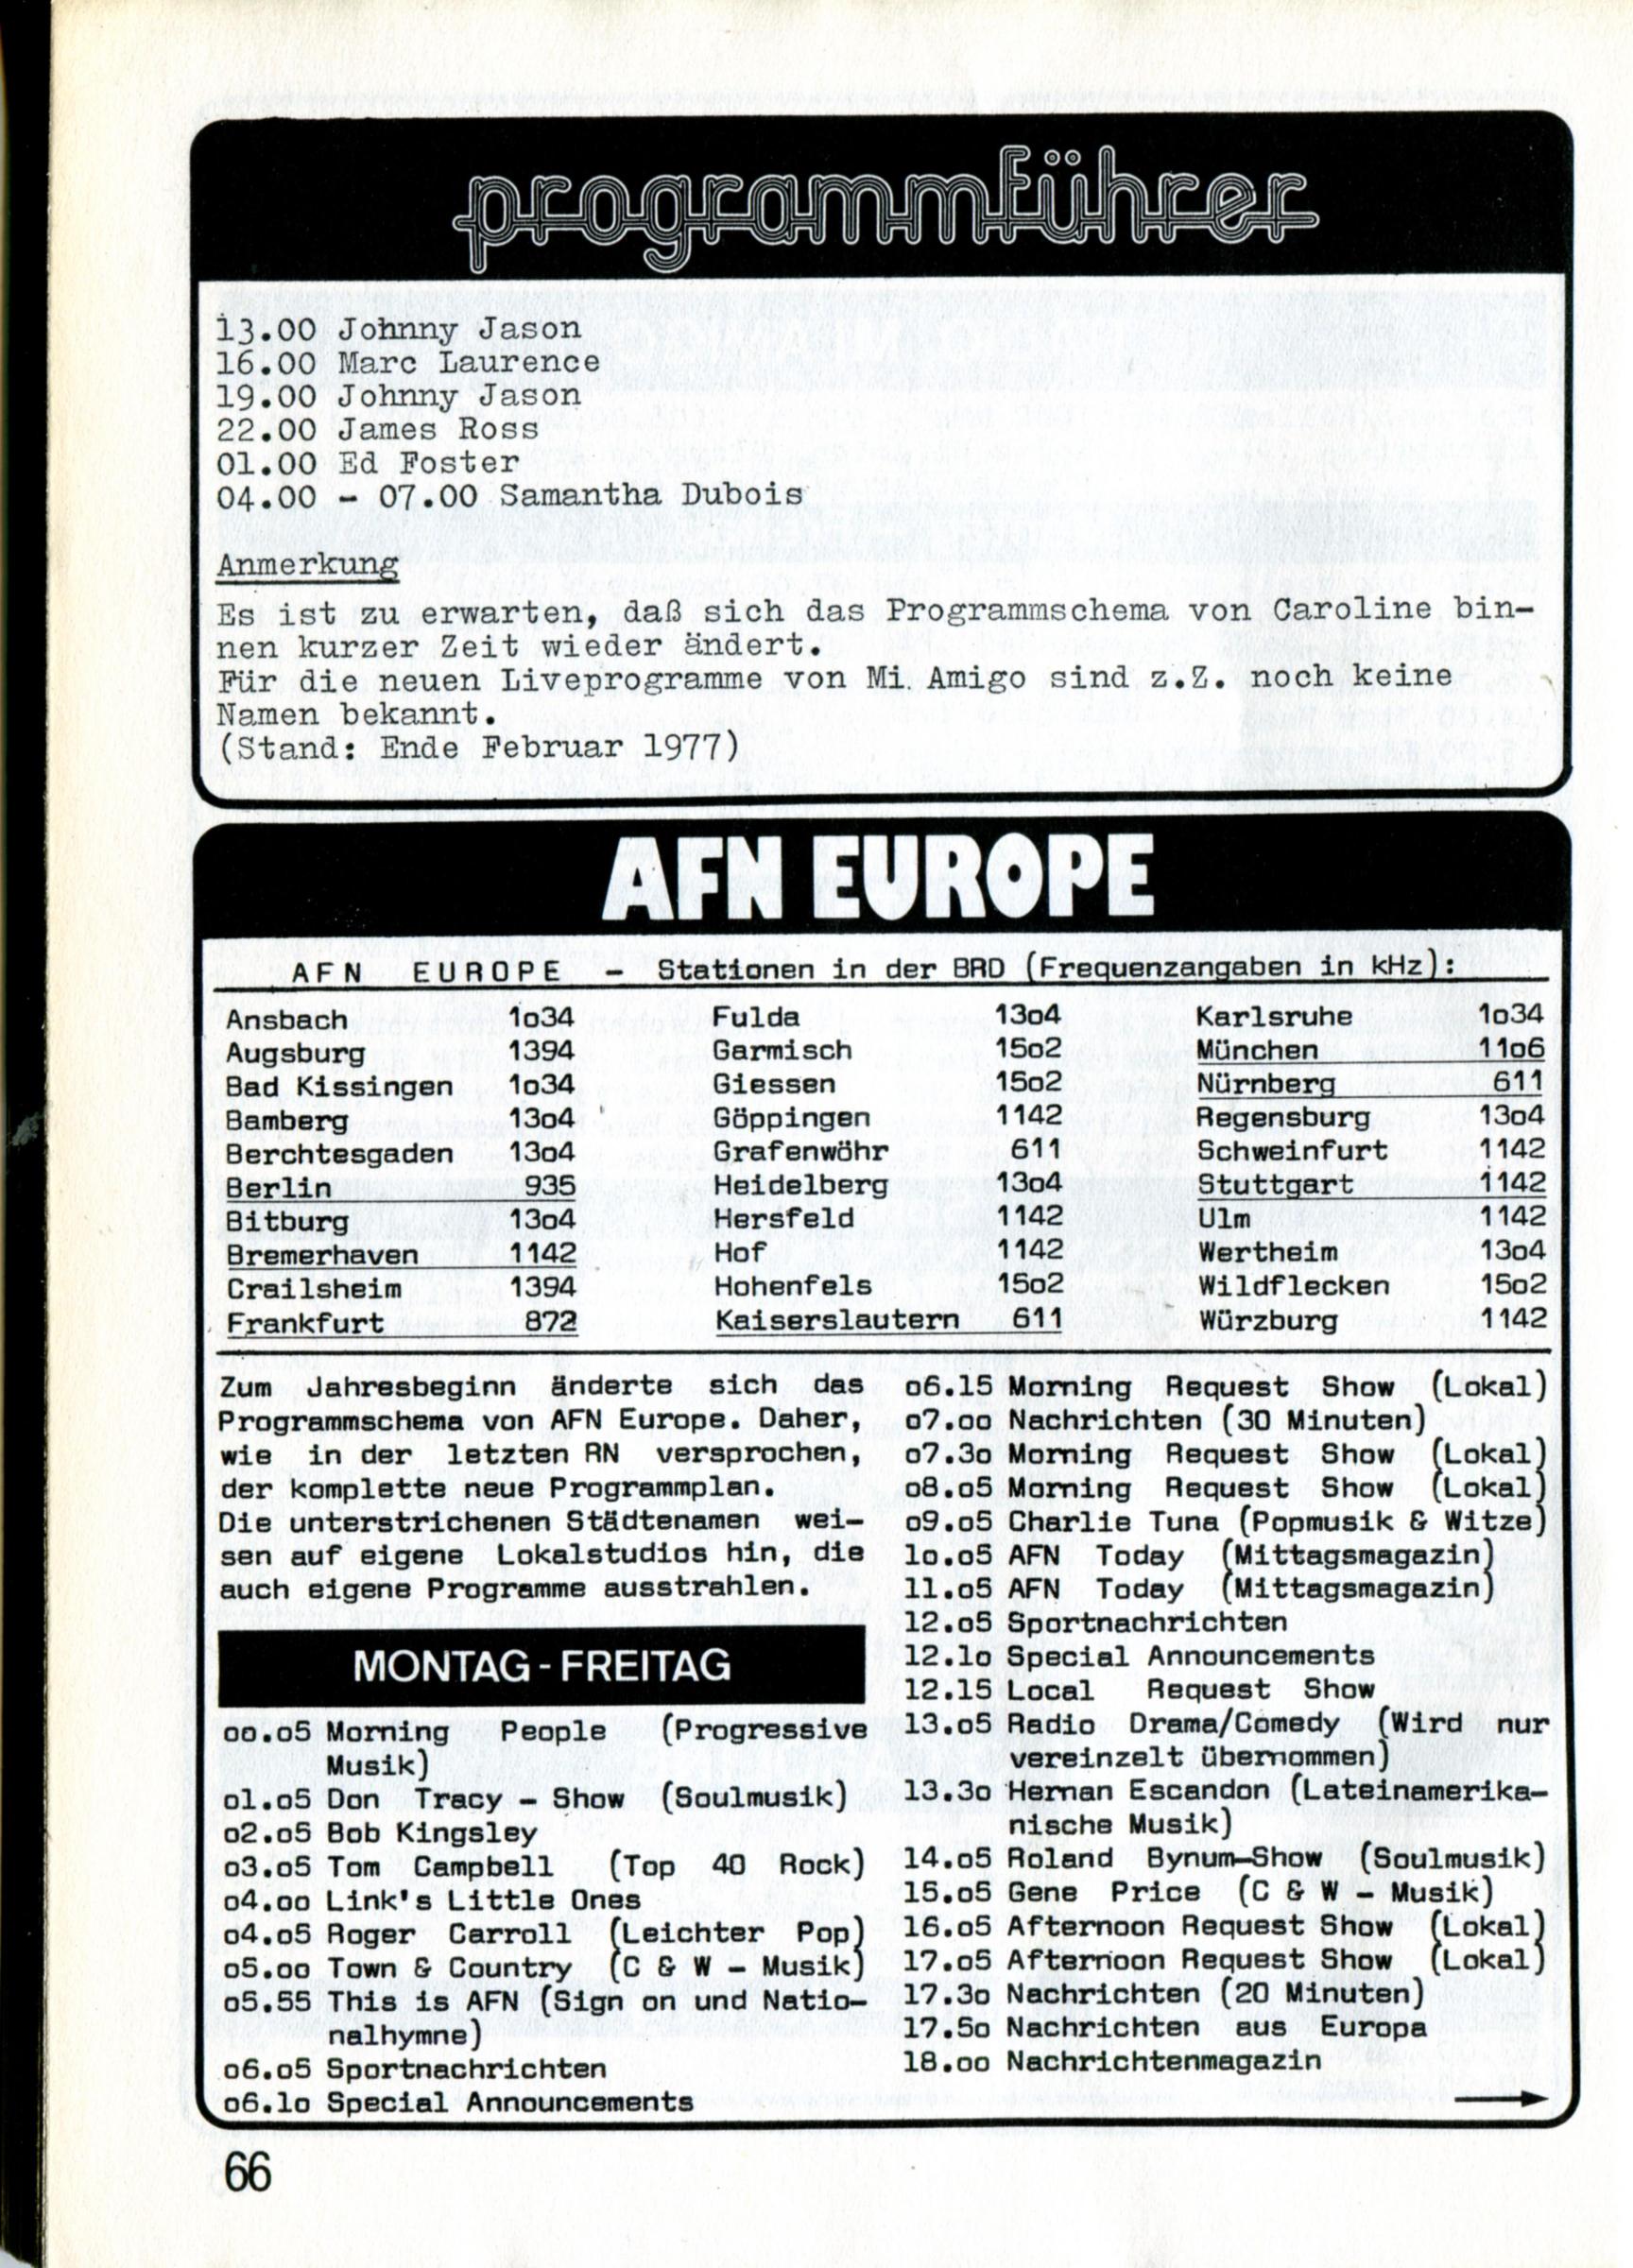 programmführer
13.00 Johnny Jason
16.00 Marc Laurence
19.00 Johnny Jason
22.00 James Ross
01.00 Ed Foster
04.00 - 07.00 Samantha Dubois
Anmerkung
Es ist zu erwarten, daß sich das Programmschema von Caroline bin-
nen kurzer Zeit wieder ändert.
Für die neuen Liveprogramme von Mi Amigo sind z.Z. noch keine
Namen bekannt.
(Stand: Ende Februar 1977)
AFN EUROPE
AFN EUROPE - Stationen in der BRD (Frequenzangaben in kHz):
Ansbach 1o34
Augsburg 1394
Bad Kissingen 1o34
Bamberg 13o4
Berchtesgaden 13o4
Berlin 935
Bitburg 13o4
Bremerhaven 1142
Crailsheim 1394
Frankfurt 872
Fulda 13o4
Garmisch 15o2
Giessen 15o2
Göppingen 1142
Grafenwöhr 611
Heidelberg 13o4
Hersfeld 1142
Hof 1142
Hohenfels 15o2
Kaiserslautern 611
Karlsruhe 1o34
München 11o6
Nürnberg 611
Regensburg 13o4
Schweinfurt 1142
Stuttgart 1142
Ulm 1142
Wertheim 13o4
Wildflecken 15o2
Würzburg 1142
Zum Jahresbeginn änderte sich das
Programmschema von AFN Europe. Daher,
wie in der letzten RN versprochen,
der komplette neue Programmplan.
Die unterstrichenen Städtenamen wei-
sen auf eigene Lokalstudios hin, die
auch eigene Programme ausstrahlen.
MONTAG - FREITAG
oo.o5 Morning People (Progressive
Musik)
o1.o5 Don Tracy - Show (Soulmusik)
o2.o5 Bob Kingsley
o3.o5 Tom Campbell (Top 40 Rock)
o4.oo Link's Little Ones
o4.o5 Roger Carroll (Leichter Pop)
o5.oo Town & Country (C & W - Musik)
o5.55 This is AFN (Sign on und Natio-
nalhymne)
o6.o5 Sportnachrichten
o6.1o Special Announcements
o6.15 Morning Request Show (Lokal)
o7.oo Nachrichten (30 Minuten)
o7.3o Morning Request Show (Lokal)
o8.o5 Morning Request Show (Lokal)
o9.o5 Charlie Tuna (Popmusik & Witze)
1o.o5 AFN Today (Mittagsmagazin)
11.o5 AFN Today (Mittagsmagazin)
12.o5 Sportnachrichten
12.1o Special Announcements
12.15 Local Request Show
13.o5 Radio Drama/Comedy (Wird nur
vereinzelt übernommen)
13.3o Hernan Escandon (Lateinamerika-
nische Musik)
14.o5 Roland Bynum-Show (Soulmusik)
15.o5 Gene Price (C & W - Musik)
16.o5 Afternoon Request Show (Lokal)
17.o5 Afternoon Request Show (Lokal)
17.3o Nachrichten (20 Minuten)
17.5o Nachrichten aus Europa
18.oo Nachrichtenmagazin
66